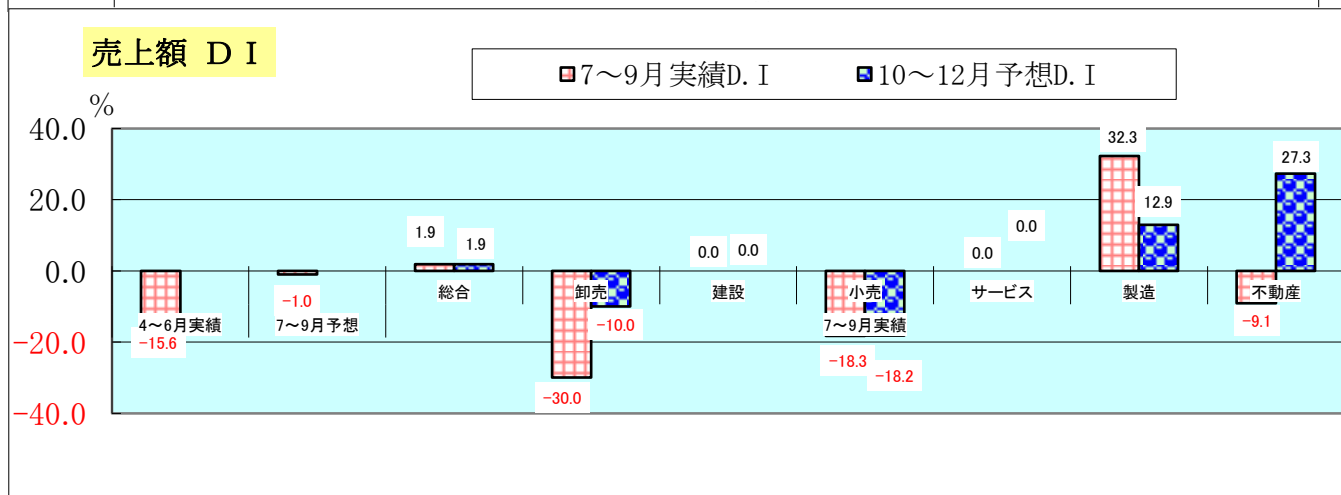 売上額 ＤＩ
7～9月実績D.I
10～12月予想D.I
%
40.0
20.0
0.0
-20.0
-40.0
-15.6
-1.0
1.9
1.9
-30.0
-10.0
0.0
0.0
-18.3
-18.2
0.0
0.0
32.3
12.9
-9.1
27.3
総合
卸売
建設
小売
サービス
製造
不動産
4～6月実績
7～9月予想
7～9月実績